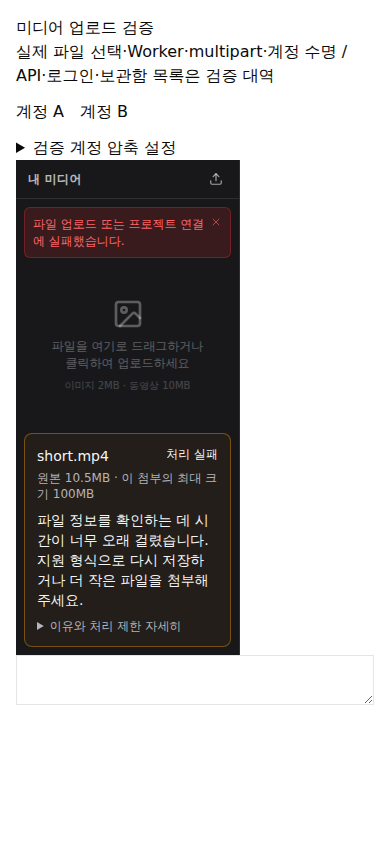 미디어 업로드 검증
실제 파일 선택·Worker·multipart·계정 수명 /
API·로그인·보관함 목록은 검증 대역
계정 A 계정 B
▶ 검증 계정 압축 설정
내 미디어
파일 업로드 또는 프로젝트 연결
에 실패했습니다.
파일을 여기로 드래그하거나
클릭하여 업로드하세요
이미지 2MB · 동영상 10MB
short.mp4 처리 실패
원본 10.5MB · 이 첨부의 최대 크
기 100MB
파일 정보를 확인하는 데 시
간이 너무 오래 걸렸습니다.
지원 형식으로 다시 저장하
거나 더 작은 파일을 첨부해
주세요.
▶ 이유와 처리 제한 자세히